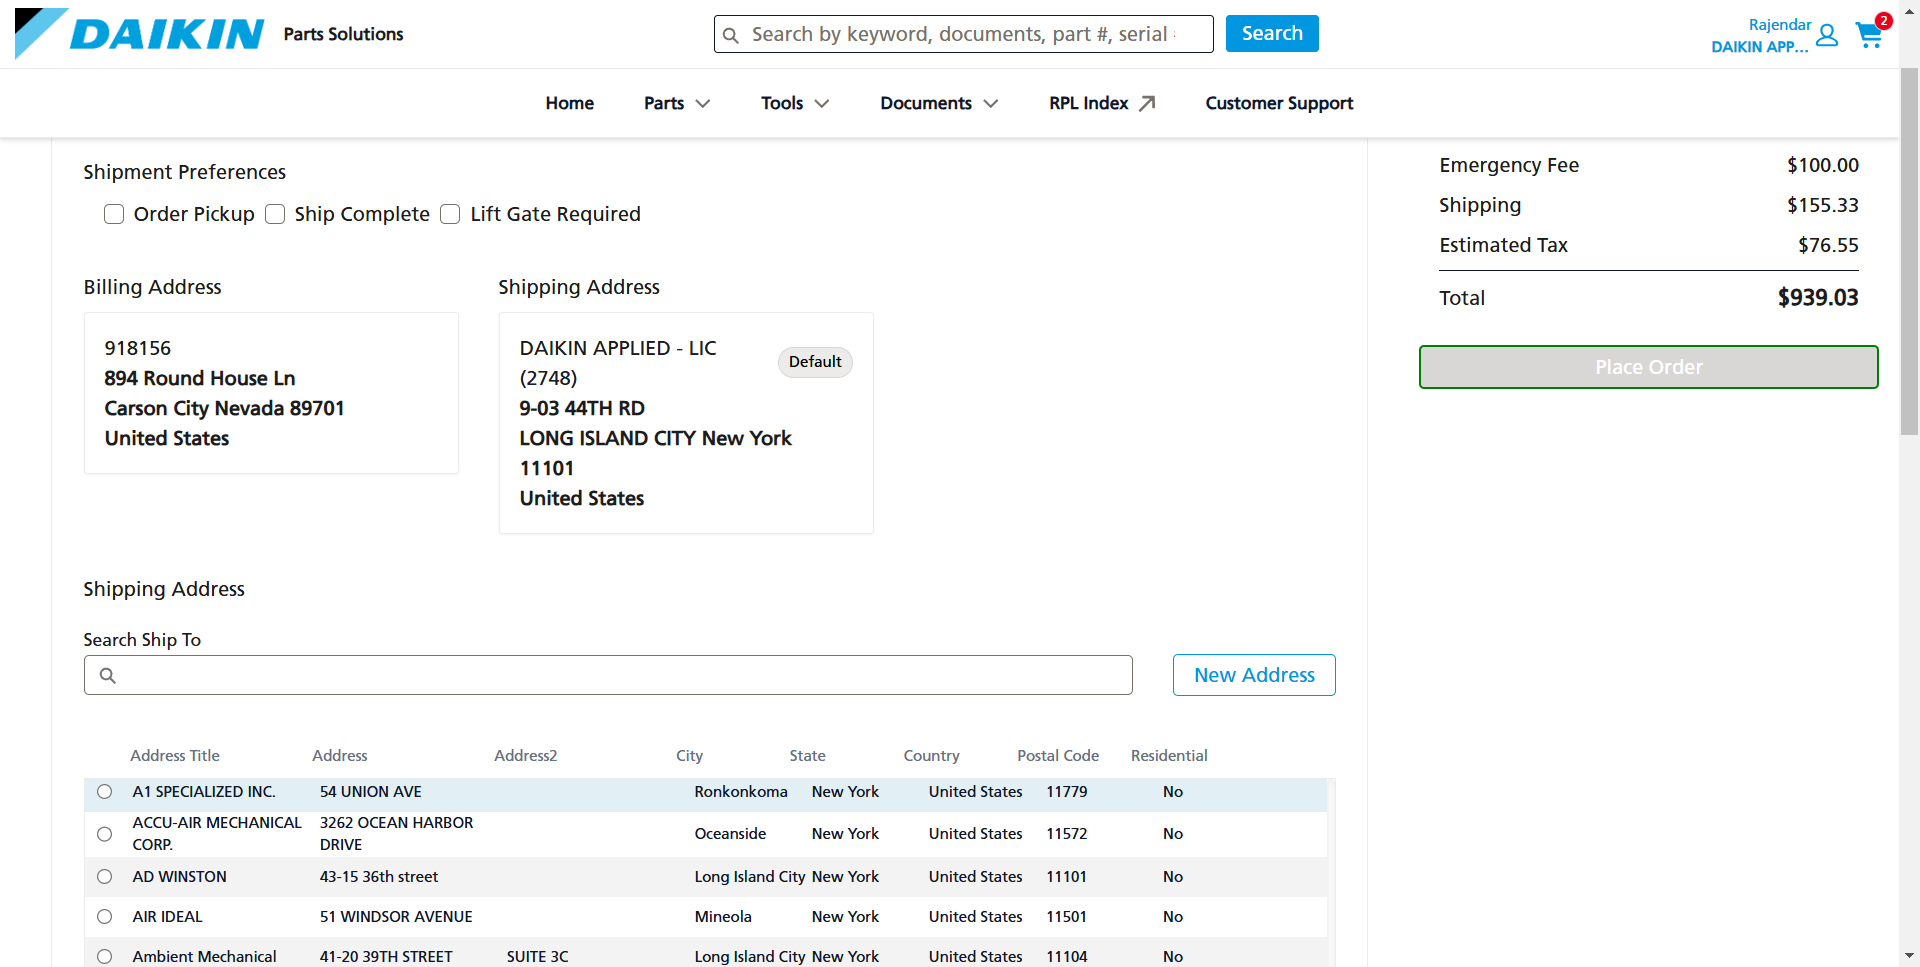 DAIKIN Parts Solutions
Search by keyword, documents, part #, serial
Search
Rajendar
DAIKIN APP...
2
Home Parts Tools Documents RPL Index Customer Support
Shipment Preferences
Order Pickup Ship Complete Lift Gate Required
Emergency Fee $100.00
Shipping $155.33
Estimated Tax $76.55
Total $939.03
Place Order
Billing Address
918156
894 Round House Ln
Carson City Nevada 89701
United States
Shipping Address
DAIKIN APPLIED - LIC
(2748)
Default
9-03 44TH RD
LONG ISLAND CITY New York
11101
United States
Shipping Address
Search Ship To
New Address
Address Title Address Address2 City State Country Postal Code Residential
A1 SPECIALIZED INC. 54 UNION AVE Ronkonkoma New York United States 11779 No
ACCU-AIR MECHANICAL CORP. 3262 OCEAN HARBOR DRIVE Oceanside New York United States 11572 No
AD WINSTON 43-15 36th street Long Island City New York United States 11101 No
AIR IDEAL 51 WINDSOR AVENUE Mineola New York United States 11501 No
Ambient Mechanical 41-20 39TH STREET SUITE 3C Long Island City New York United States 11104 No